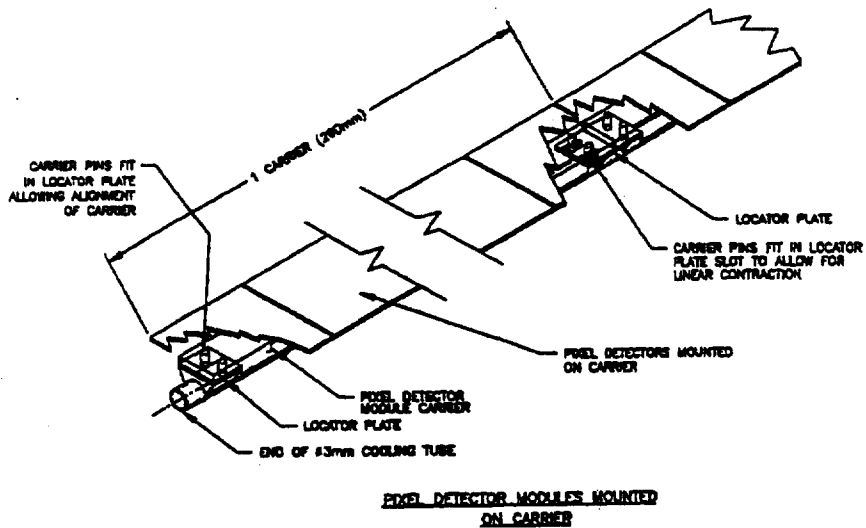 1 CARRIER (290mm)
CARRIER PINS FIT
IN LOCATOR PLATE
ALLOWING ALIGNMENT
OF CARRIER
LOCATOR PLATE
CARRIER PINS FIT IN LOCATOR
PLATE SLOT TO ALLOW FOR
LINEAR CONTRACTION
PIXEL DETECTORS MOUNTED
ON CARRIER
PIXEL DETECTOR
MODULE CARRIER
LOCATOR PLATE
END OF ø3mm COOLING TUBE
PIXEL DETECTOR MODULES MOUNTED
ON CARRIER